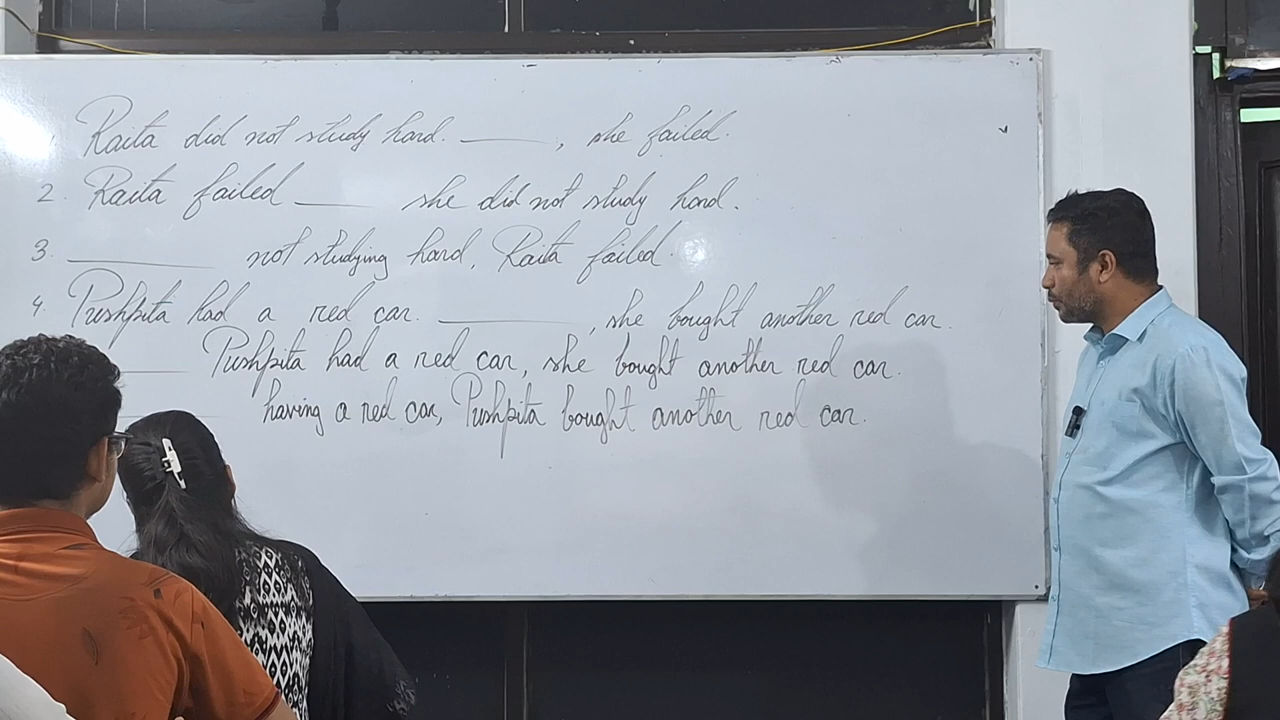 Raita did not study hard. ______, she failed.
2. Raita failed ______ she did not study hard.
3. ______ not studying hard, Raita failed.
4. Pushpita had a red car. ______, she bought another red car.
______ Pushpita had a red car, she bought another red car.
______ having a red car, Pushpita bought another red car.